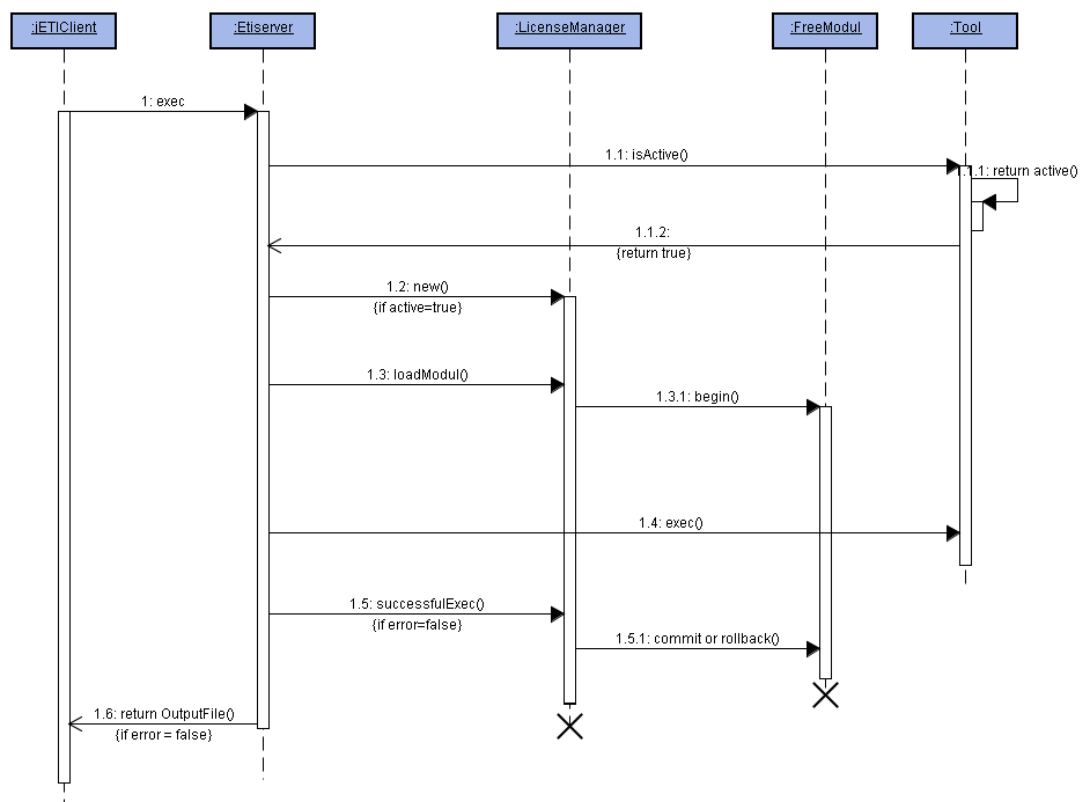 :jETIClient
:Etiserver
:LicenseManager
:FreeModul
:Tool
1: exec
1.1: isActive()
1.1.1: return active()
1.1.2:
{return true}
1.2: new()
{if active=true}
1.3: loadModul()
1.3.1: begin()
1.4: exec()
1.5: successfulExec()
{if error=false}
1.5.1: commit or rollback()
1.6: return OutputFile()
{if error = false}